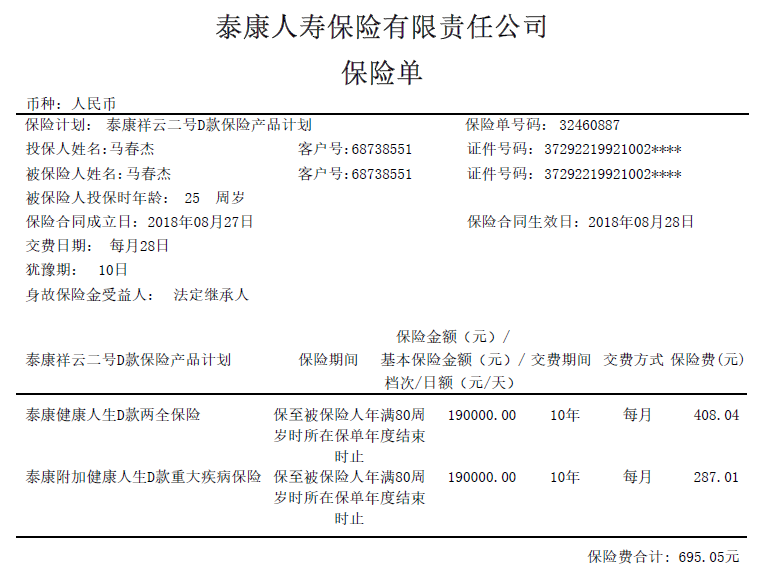 泰康人寿保险有限责任公司
保险单
币种: 人民币
保险计划: 泰康祥云二号D款保险产品计划 保险单号码: 32460887
投保人姓名:马春杰 客户号:68738551 证件号码: 37292219921002****
被保险人姓名:马春杰 客户号:68738551 证件号码: 37292219921002****
被保险人投保时年龄: 25 周岁
保险合同成立日: 2018年08月27日 保险合同生效日: 2018年08月28日
交费日期: 每月28日
犹豫期: 10日
身故保险金受益人: 法定继承人
保险金额（元）/
泰康祥云二号D款保险产品计划 保险期间 基本保险金额（元）/ 交费期间 交费方式 保险费(元)
档次/日额（元/天）
泰康健康人生D款两全保险 保至被保险人年满80周 190000.00 10年 每月 408.04
岁时所在保单年度结束
时止
泰康附加健康人生D款重大疾病保险 保至被保险人年满80周 190000.00 10年 每月 287.01
岁时所在保单年度结束
时止
保险费合计: 695.05元